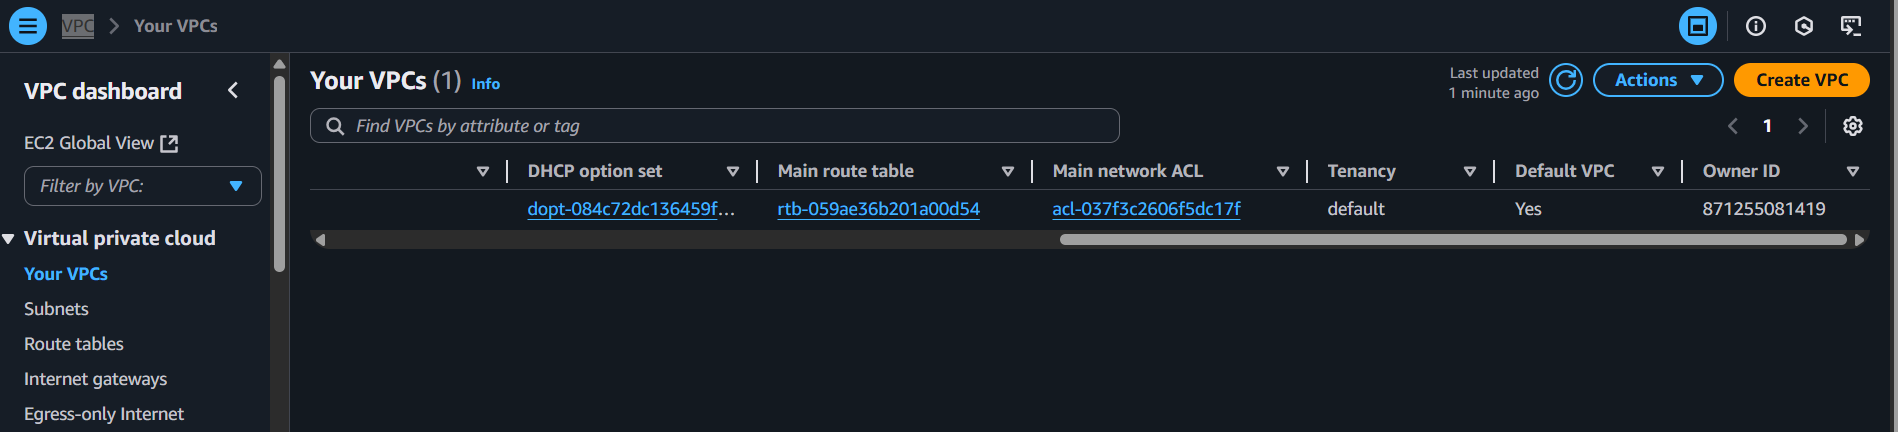 VPC > Your VPCs
VPC dashboard
EC2 Global View
Filter by VPC:
Virtual private cloud
Your VPCs
Subnets
Route tables
Internet gateways
Egress-only Internet
Your VPCs (1) Info
Last updated
1 minute ago
Actions
Create VPC
Find VPCs by attribute or tag
1
DHCP option set Main route table Main network ACL Tenancy Default VPC Owner ID
dopt-084c72dc136459f... rtb-059ae36b201a00d54 acl-037f3c2606f5dc17f default Yes 871255081419